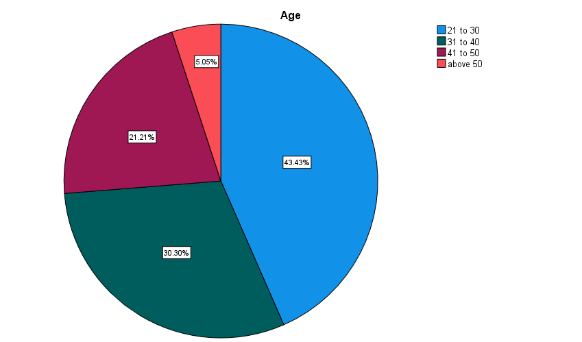 Age
21 to 30
31 to 40
41 to 50
above 50
5.05%
21.21%
43.43%
30.30%